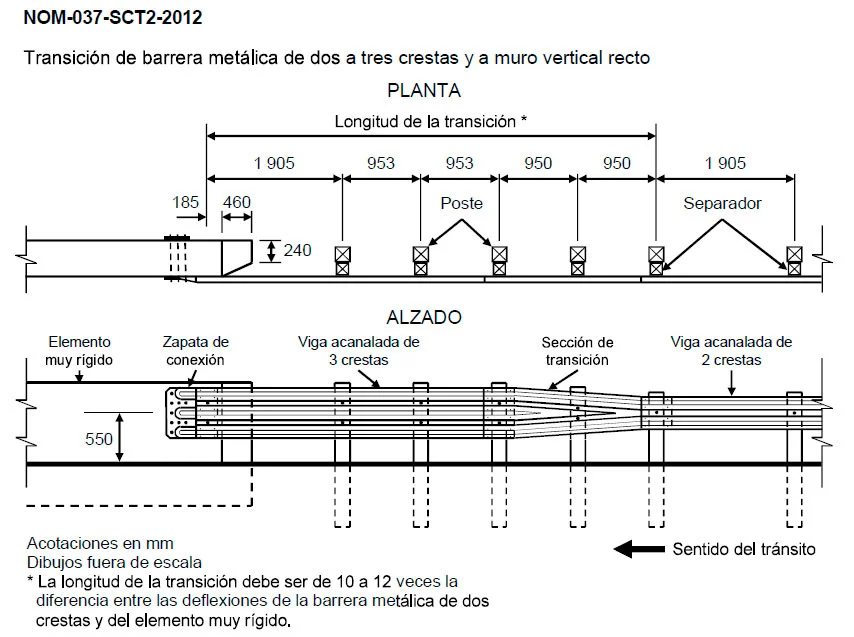 NOM-037-SCT2-2012
Transición de barrera metálica de dos a tres crestas y a muro vertical recto
PLANTA
Longitud de la transición *
1 905 953 953 950 950 1 905
185 460 Poste Separador
240
ALZADO
Elemento muy rígido
Zapata de conexión
Viga acanalada de 3 crestas
Sección de transición
Viga acanalada de 2 crestas
550
Acotaciones en mm
Dibujos fuera de escala
Sentido del tránsito
* La longitud de la transición debe ser de 10 a 12 veces la
diferencia entre las deflexiones de la barrera metálica de dos
crestas y del elemento muy rígido.